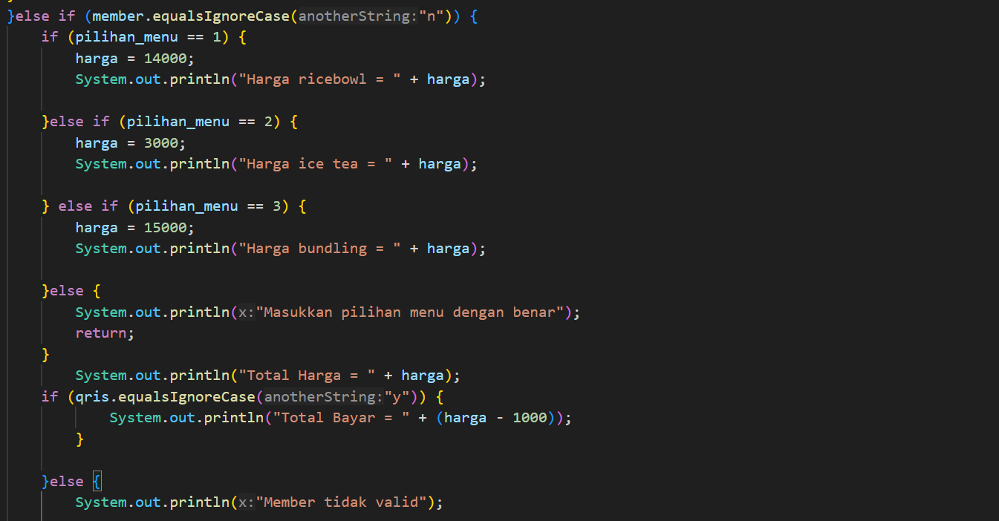 }else if (member.equalsIgnoreCase(anotherString:"n")) {
if (pilihan_menu == 1) {
harga = 14000;
System.out.println("Harga ricebowl = " + harga);
}else if (pilihan_menu == 2) {
harga = 3000;
System.out.println("Harga ice tea = " + harga);
} else if (pilihan_menu == 3) {
harga = 15000;
System.out.println("Harga bundling = " + harga);
}else {
System.out.println(x:"Masukkan pilihan menu dengan benar");
return;
}
System.out.println("Total Harga = " + harga);
if (qris.equalsIgnoreCase(anotherString:"y")) {
System.out.println("Total Bayar = " + (harga - 1000));
}
}else {
System.out.println(x:"Member tidak valid");